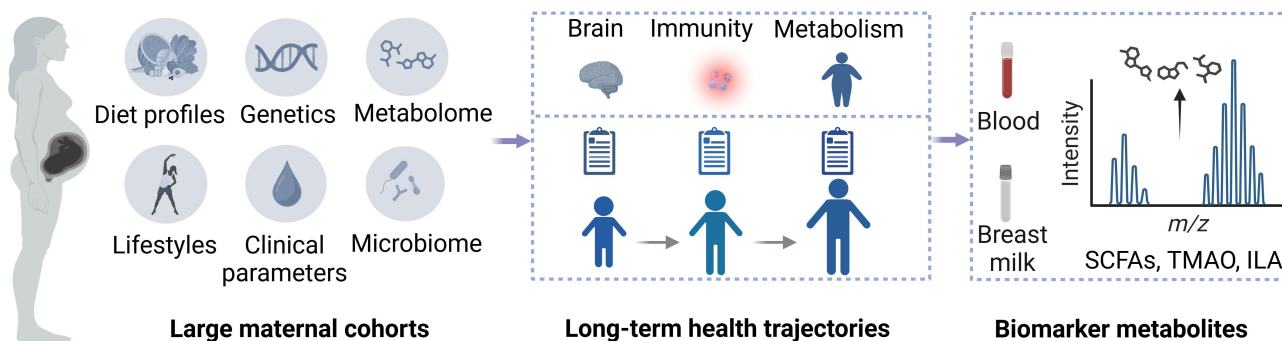 Diet profiles
Genetics
Metabolome
Lifestyles
Clinical
parameters
Microbiome
Large maternal cohorts
Brain
Immunity
Metabolism
Long-term health trajectories
Blood
Breast
milk
Intensity
m/z
SCFAs, TMAO, ILA
Biomarker metabolites